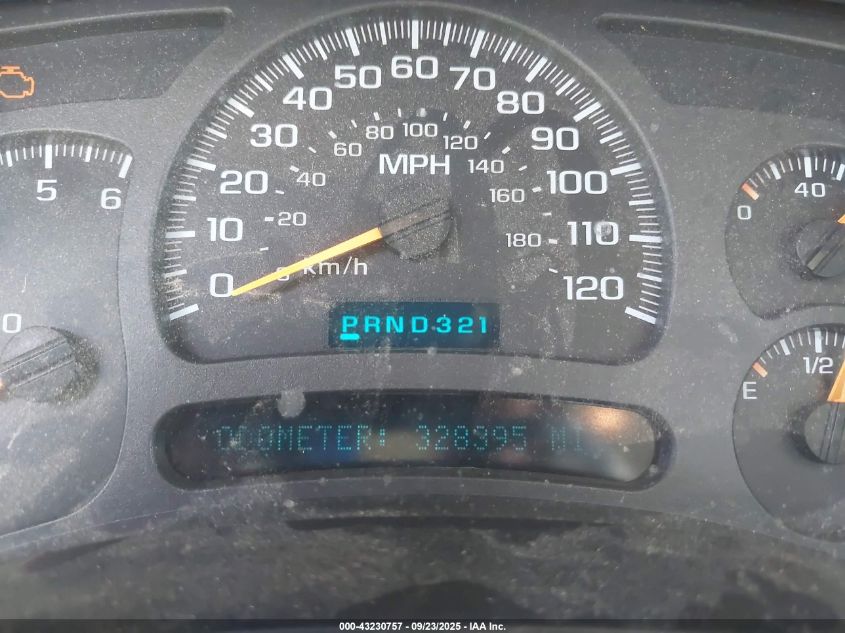 60
50 70
40 80
30 80 100 120 90
60 MPH 140
20 40 160 100
10 20 180 110
0 0 km/h 120
PRND321
ODOMETER: 328395 MI
5 6
0
40
0
1/2
E
000-43230757 - 09/23/2025 - IAA Inc.